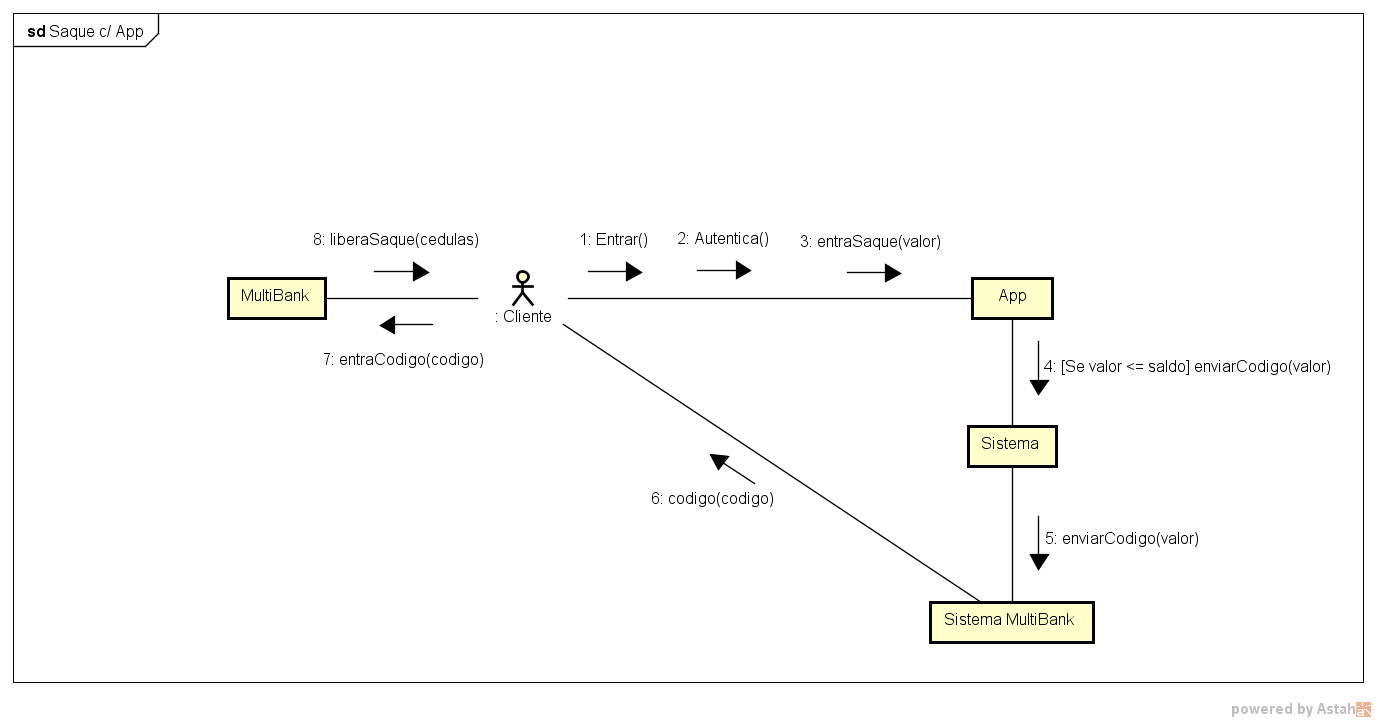 sd Saque c/ App
8: liberaSaque(cedulas)
1: Entrar()
2: Autentica()
3: entraSaque(valor)
MultiBank
: Cliente
App
7: entraCodigo(codigo)
4: [Se valor <= saldo] enviarCodigo(valor)
Sistema
6: codigo(codigo)
5: enviarCodigo(valor)
Sistema MultiBank
powered by Astah